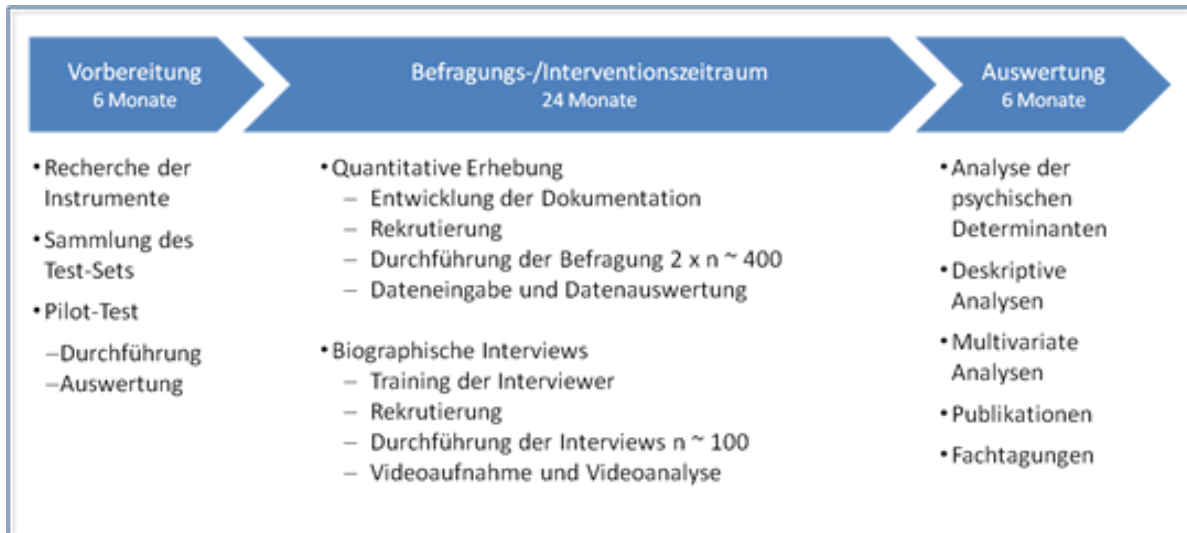 Vorbereitung
6 Monate
Befragungs-/Interventionszeitraum
24 Monate
Auswertung
6 Monate
•Recherche der
Instrumente
•Sammlung des
Test-Sets
•Pilot-Test
–Durchführung
–Auswertung
•Quantitative Erhebung
– Entwicklung der Dokumentation
– Rekrutierung
– Durchführung der Befragung 2 x n ~ 400
– Dateneingabe und Datenauswertung
•Biographische Interviews
– Training der Interviewer
– Rekrutierung
– Durchführung der Interviews n ~ 100
– Videoaufnahme und Videoanalyse
•Analyse der
psychischen
Determinanten
•Deskriptive
Analysen
•Multivariate
Analysen
•Publikationen
•Fachtagungen